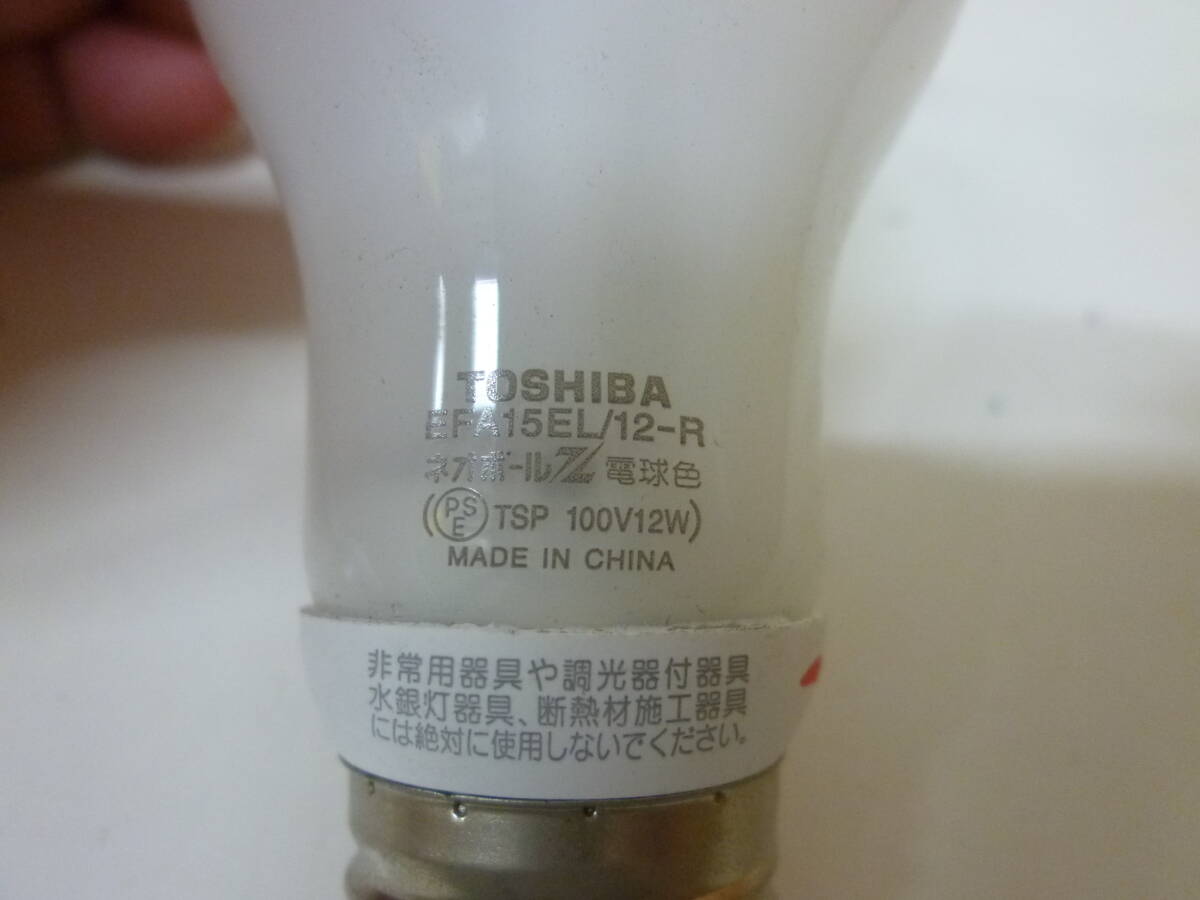 TOSHIBA
EFA15EL/12-R
ネオボールZ 電球色
(PSE TSP 100V12W)
MADE IN CHINA
非常用器具や調光器付器具
水銀灯器具、断熱材施工器具
には絶対に使用しないでください。